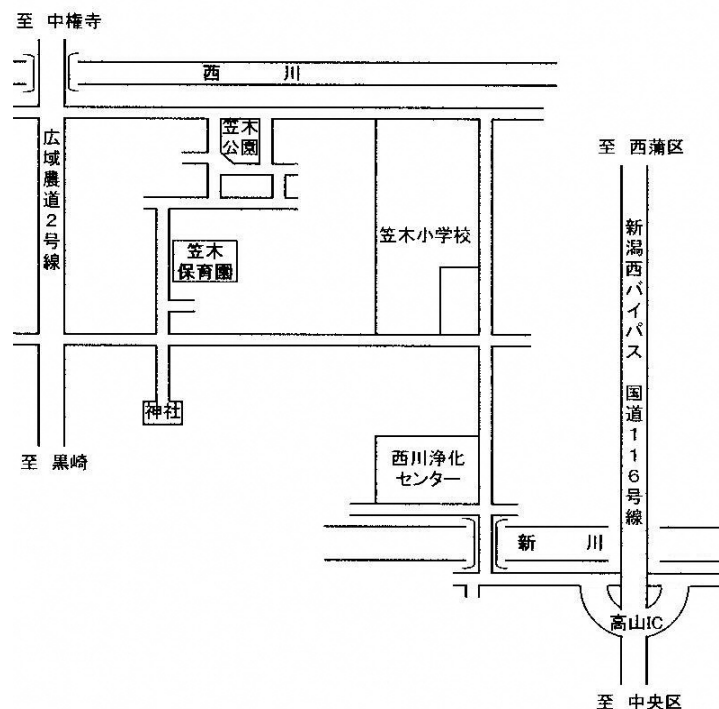 至 中権寺
西 川
笠木
公園
至 西蒲区
広域農道2号線
新潟西バイパス 国道116号線
笠木小学校
笠木
保育園
神社
至 黒崎
西川浄化
センター
新 川
高山IC
至 中央区